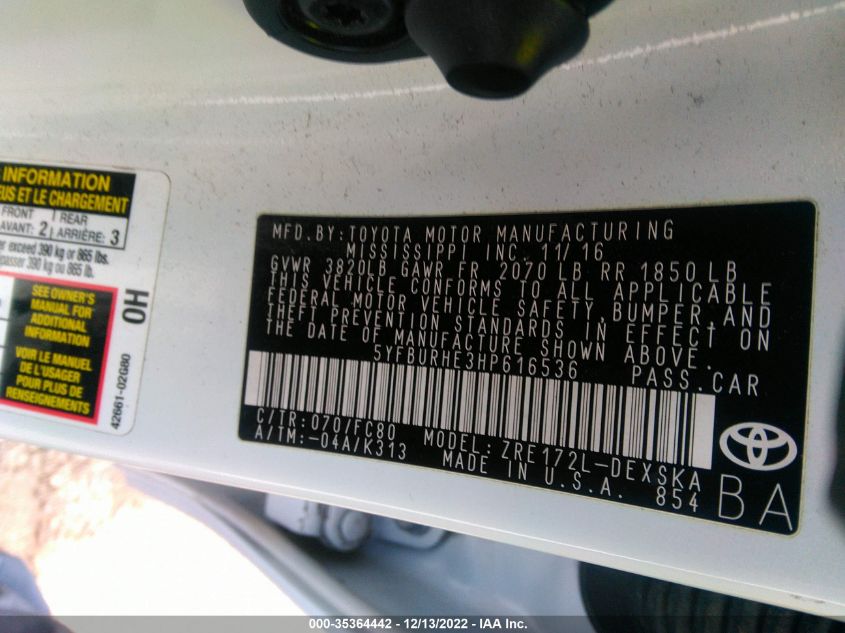 INFORMATION
EUS ET LE CHARGEMENT
FRONT 2 REAR 3
AVANT: ARRIÈRE:
er exceed 390 kg or 865 lbs.
passer 390 kg ou 865 lb.
SEE OWNER'S
MANUAL FOR
ADDITIONAL
INFORMATION
VOIR LE MANUEL
DE L'USAGER
POUR PLUS DE
RENSEIGNEMENTS
OH
42661-02G80
MFD.BY:TOYOTA MOTOR MANUFACTURING
MISSISSIPPI INC. 11/16
GVWR 3820LB GAWR FR 2070LB RR 1850LB
THIS VEHICLE CONFORMS TO ALL APPLICABLE
FEDERAL MOTOR VEHICLE SAFETY, BUMPER, AND
THEFT PREVENTION STANDARDS IN EFFECT ON
THE DATE OF MANUFACTURE SHOWN ABOVE.
5YFBURHE3HP616536 PASS.CAR
C/TR:070/FC80 MODEL:ZRE172L-DEXSKA
A/TM:-04A/K313 MADE IN U.S.A. 854
BA
000-35364442 - 12/13/2022 - IAA Inc.